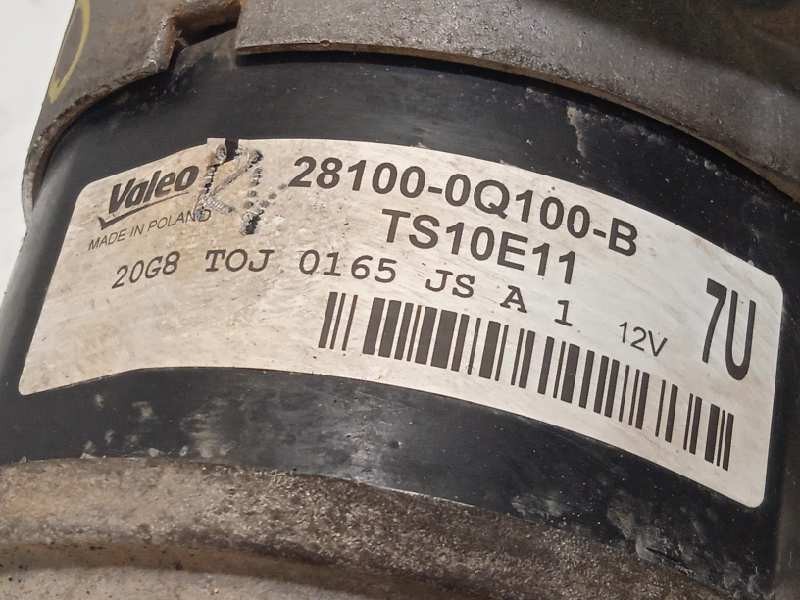 Valeo
MADE IN POLAND
28100-0Q100-B
TS10E11
20G8 TOJ 0165 JS A 1
12V
7U